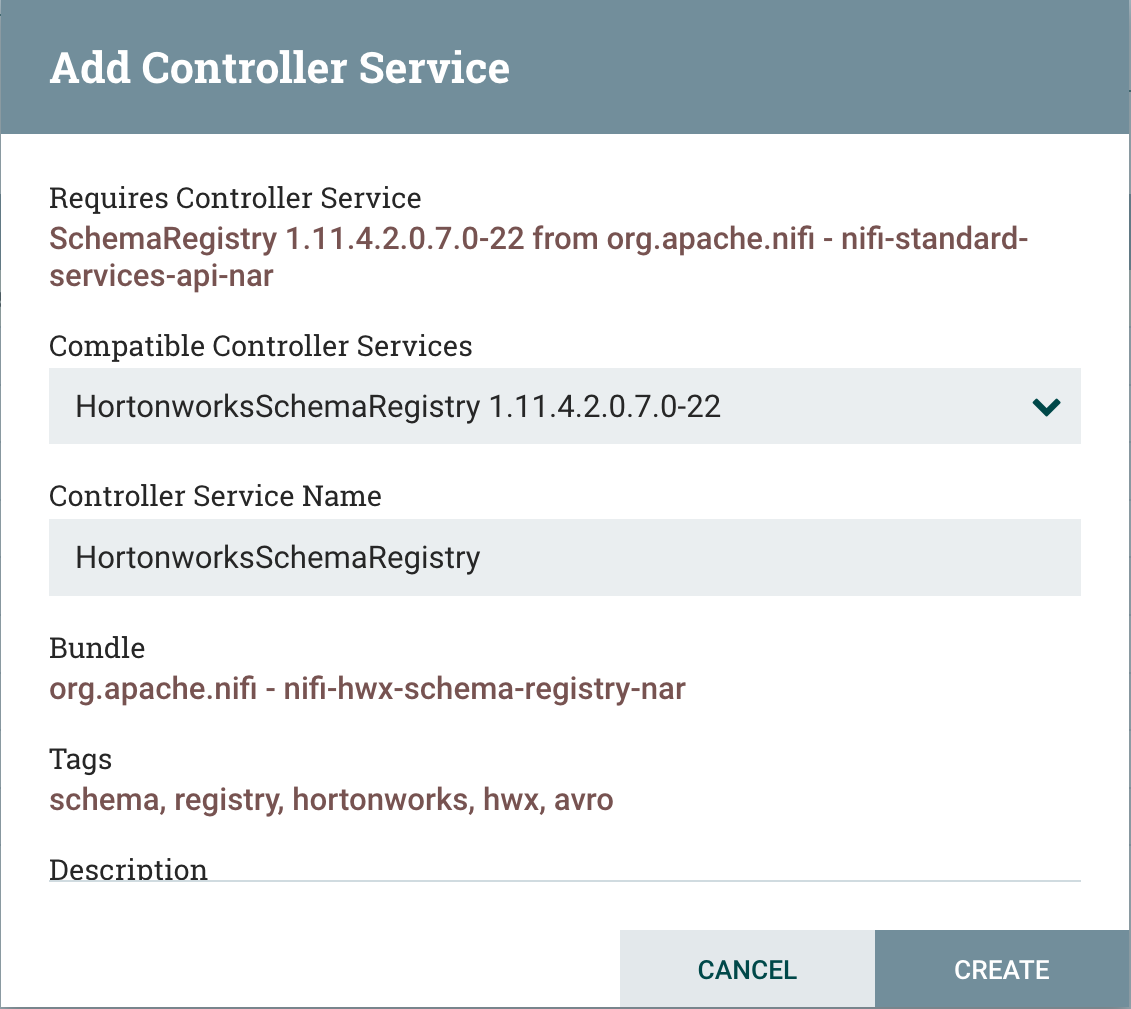 Add Controller Service
Requires Controller Service
SchemaRegistry 1.11.4.2.0.7.0-22 from org.apache.nifi - nifi-standard-
services-api-nar
Compatible Controller Services
HortonworksSchemaRegistry 1.11.4.2.0.7.0-22
Controller Service Name
HortonworksSchemaRegistry
Bundle
org.apache.nifi - nifi-hwx-schema-registry-nar
Tags
schema, registry, hortonworks, hwx, avro
Description
CANCEL
CREATE